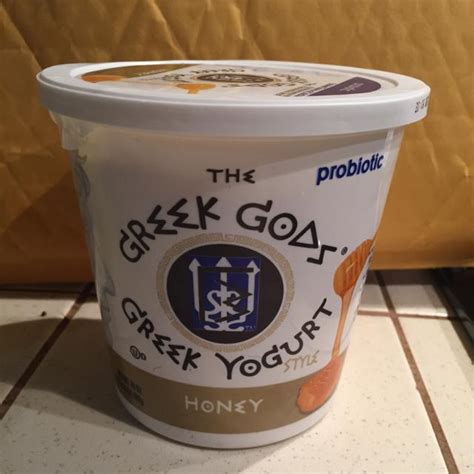 THE
probiotic
GREEK GODS®
GREEK YOGURT
STYLE
HONEY